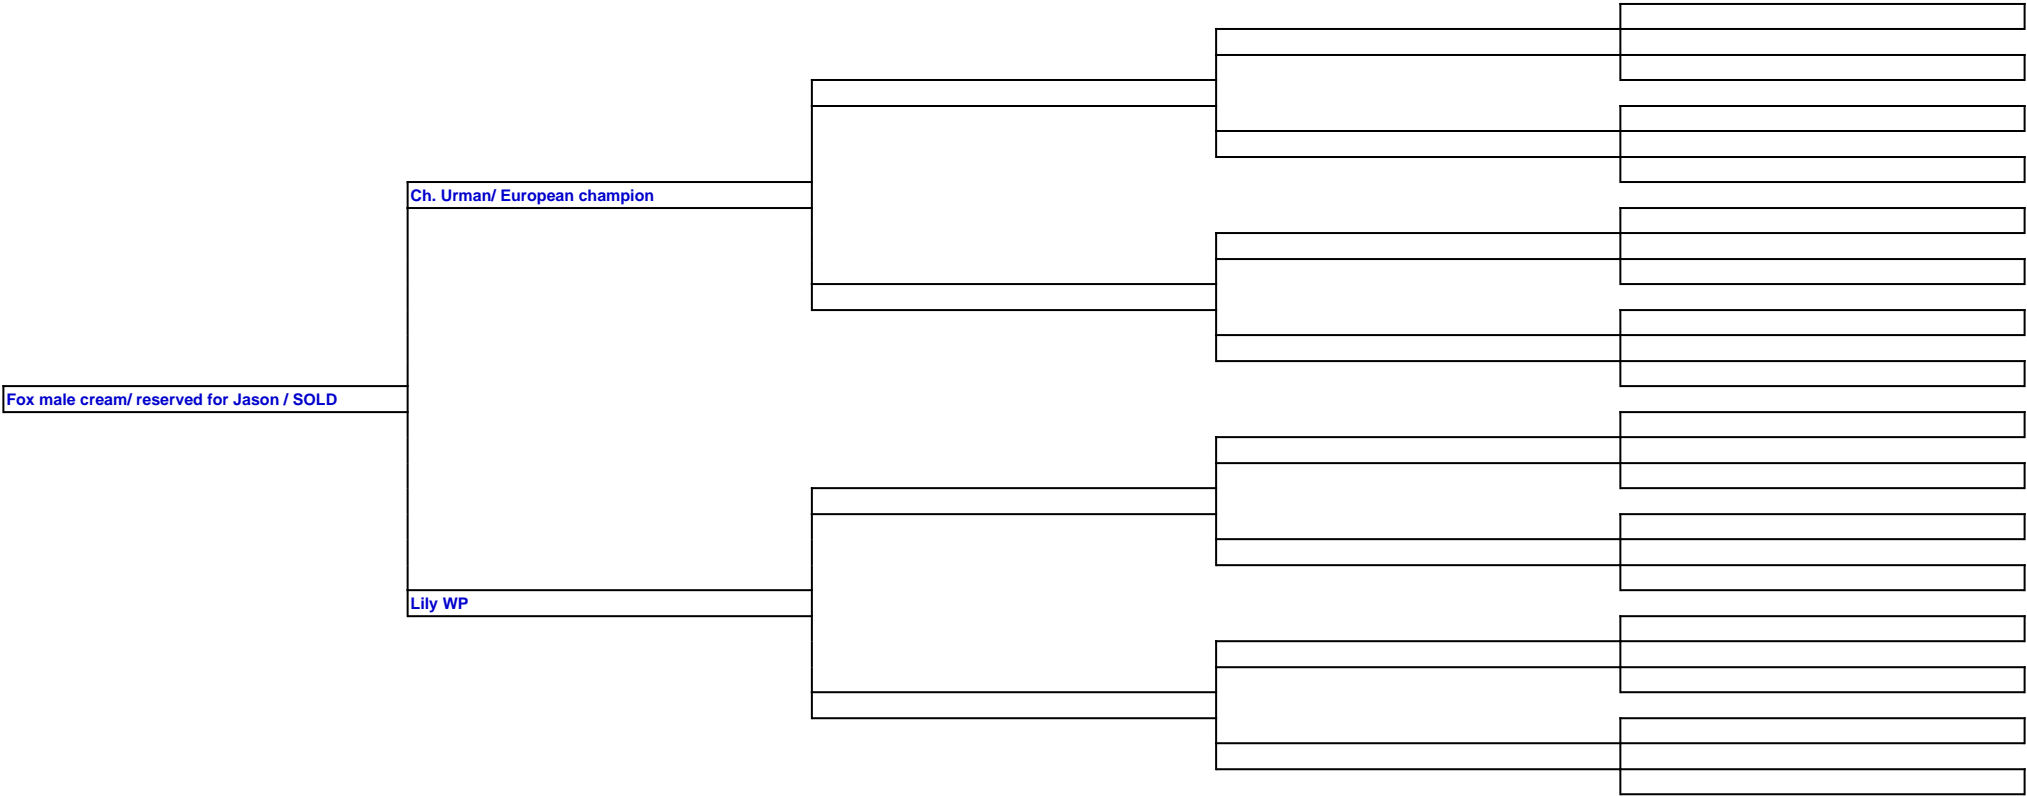 Ch. Urman/ European champion
Fox male cream/ reserved for Jason / SOLD
Lily WP